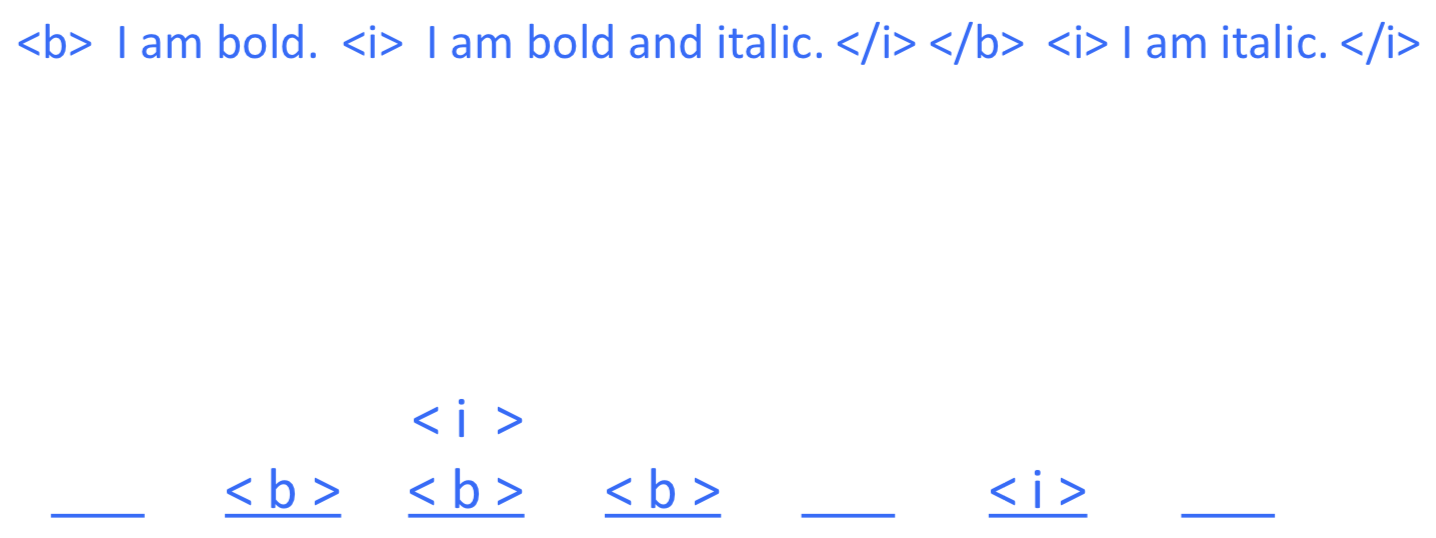 <b> I am bold. <i> I am bold and italic. </i> </b> <i> I am italic. </i>
< i >
< b > < b > < b > < i >